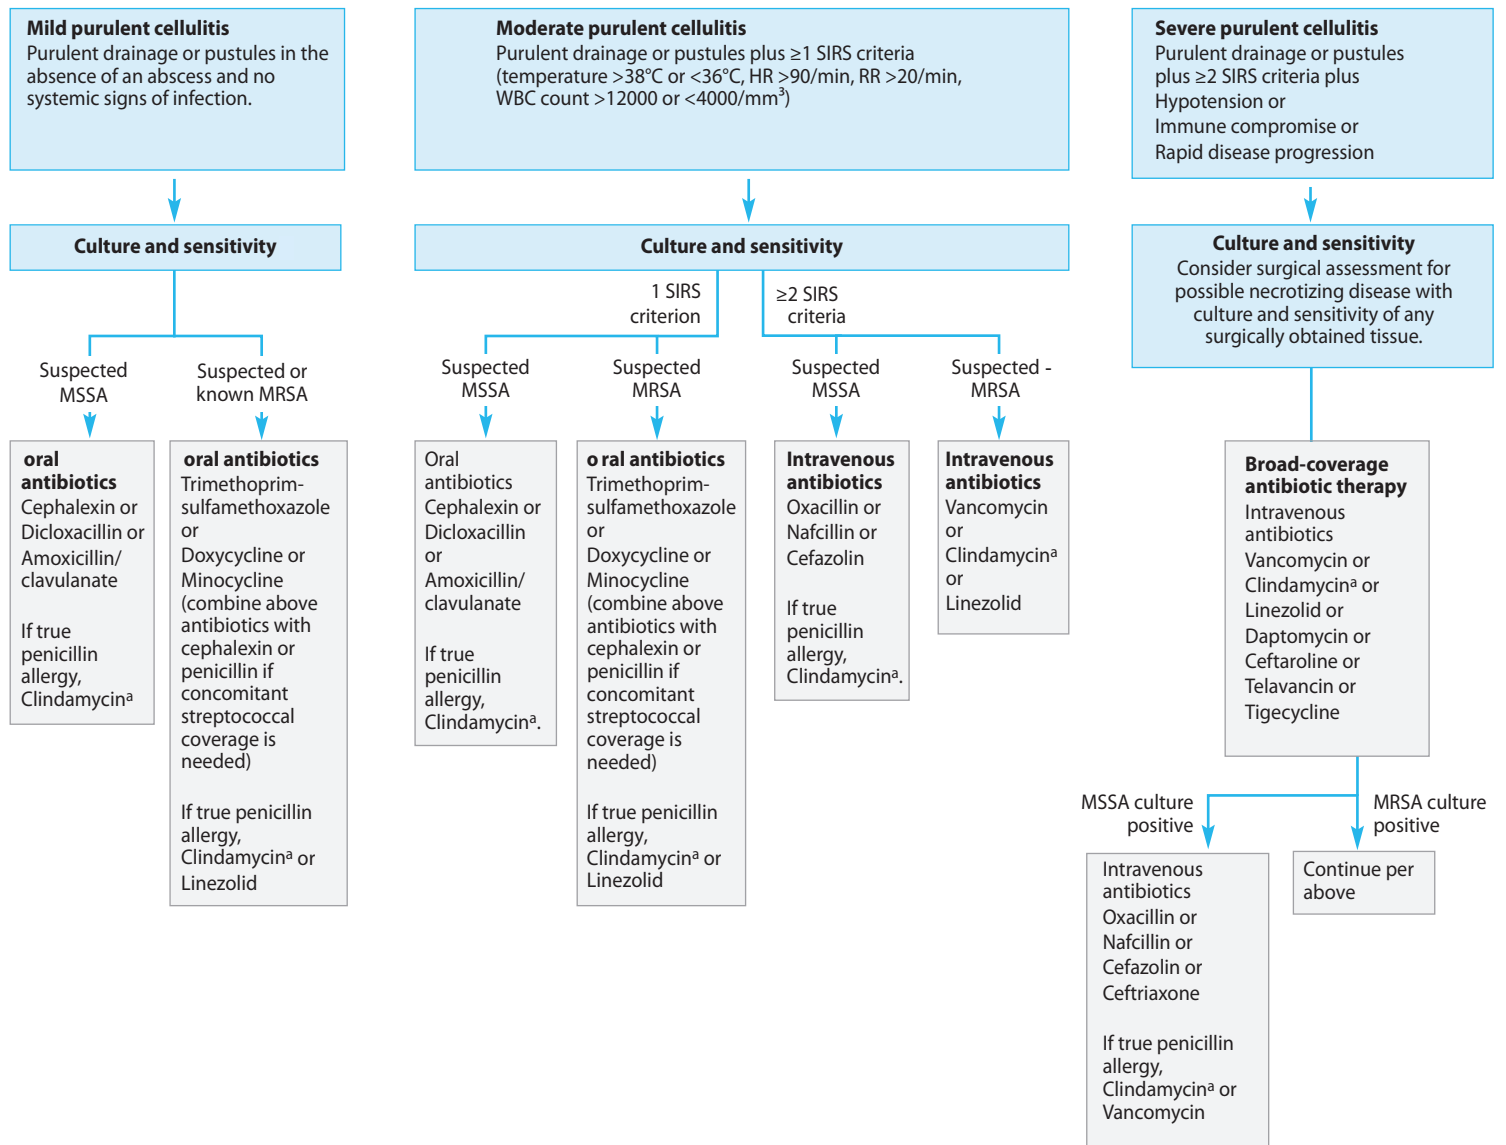 Mild purulent cellulitis
Purulent drainage or pustules in the
absence of an abscess and no
systemic signs of infection.
Moderate purulent cellulitis
Purulent drainage or pustules plus ≥1 SIRS criteria
(temperature >38°C or <36°C, HR >90/min, RR >20/min,
WBC count >12000 or <4000/mm³)
Severe purulent cellulitis
Purulent drainage or pustules
plus ≥2 SIRS criteria plus
Hypotension or
Immune compromise or
Rapid disease progression
Culture and sensitivity
Culture and sensitivity
Culture and sensitivity
Consider surgical assessment for
possible necrotizing disease with
culture and sensitivity of any
surgically obtained tissue.
1 SIRS
criterion
≥2 SIRS
criteria
Suspected
MSSA
Suspected or
known MRSA
Suspected
MSSA
Suspected
MRSA
Suspected
MSSA
Suspected -
MRSA
oral
antibiotics
Cephalexin or
Dicloxacillin or
Amoxicillin/
clavulanate
If true
penicillin
allergy,
Clindamycinᵃ
oral antibiotics
Trimethoprim-
sulfamethoxazole
or
Doxycycline or
Minocycline
(combine above
antibiotics with
cephalexin or
penicillin if
concomitant
streptococcal
coverage is
needed)
If true penicillin
allergy,
Clindamycinᵃ or
Linezolid
Oral
antibiotics
Cephalexin or
Dicloxacillin
or
Amoxicillin/
clavulanate
If true
penicillin
allergy,
Clindamycinᵃ.
o ral antibiotics
Trimethoprim-
sulfamethoxazole
or
Doxycycline or
Minocycline
(combine above
antibiotics with
cephalexin or
penicillin if
concomitant
streptococcal
coverage is
needed)
If true penicillin
allergy,
Clindamycinᵃ or
Linezolid
Intravenous
antibiotics
Oxacillin or
Nafcillin or
Cefazolin
If true
penicillin
allergy,
Clindamycinᵃ.
Intravenous
antibiotics
Vancomycin
or
Clindamycinᵃ
or
Linezolid
Broad-coverage
antibiotic therapy
Intravenous
antibiotics
Vancomycin or
Clindamycinᵃ or
Linezolid or
Daptomycin or
Ceftaroline or
Telavancin or
Tigecycline
MSSA culture
positive
MRSA culture
positive
Intravenous
antibiotics
Oxacillin or
Nafcillin or
Cefazolin or
Ceftriaxone
If true penicillin
allergy,
Clindamycinᵃ or
Vancomycin
Continue per
above